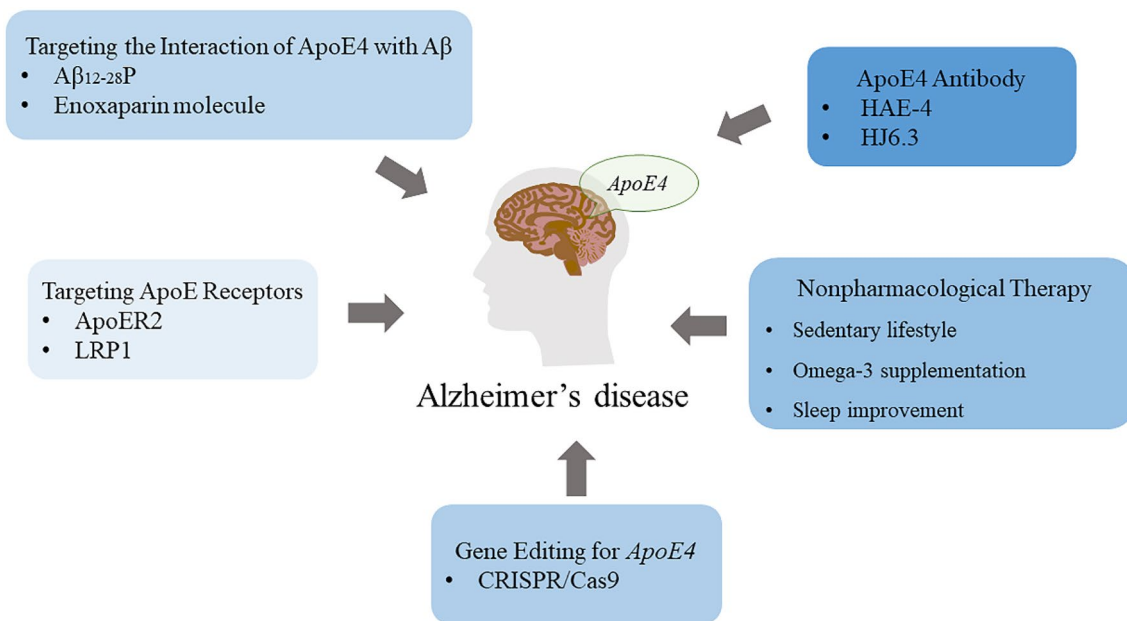 Targeting the Interaction of ApoE4 with Aβ
• Aβ₁₂₋₂₈P
• Enoxaparin molecule
ApoE4 Antibody
• HAE-4
• HJ6.3
ApoE4
Targeting ApoE Receptors
• ApoER2
• LRP1
Nonpharmacological Therapy
• Sedentary lifestyle
• Omega-3 supplementation
• Sleep improvement
Alzheimer’s disease
Gene Editing for ApoE4
• CRISPR/Cas9